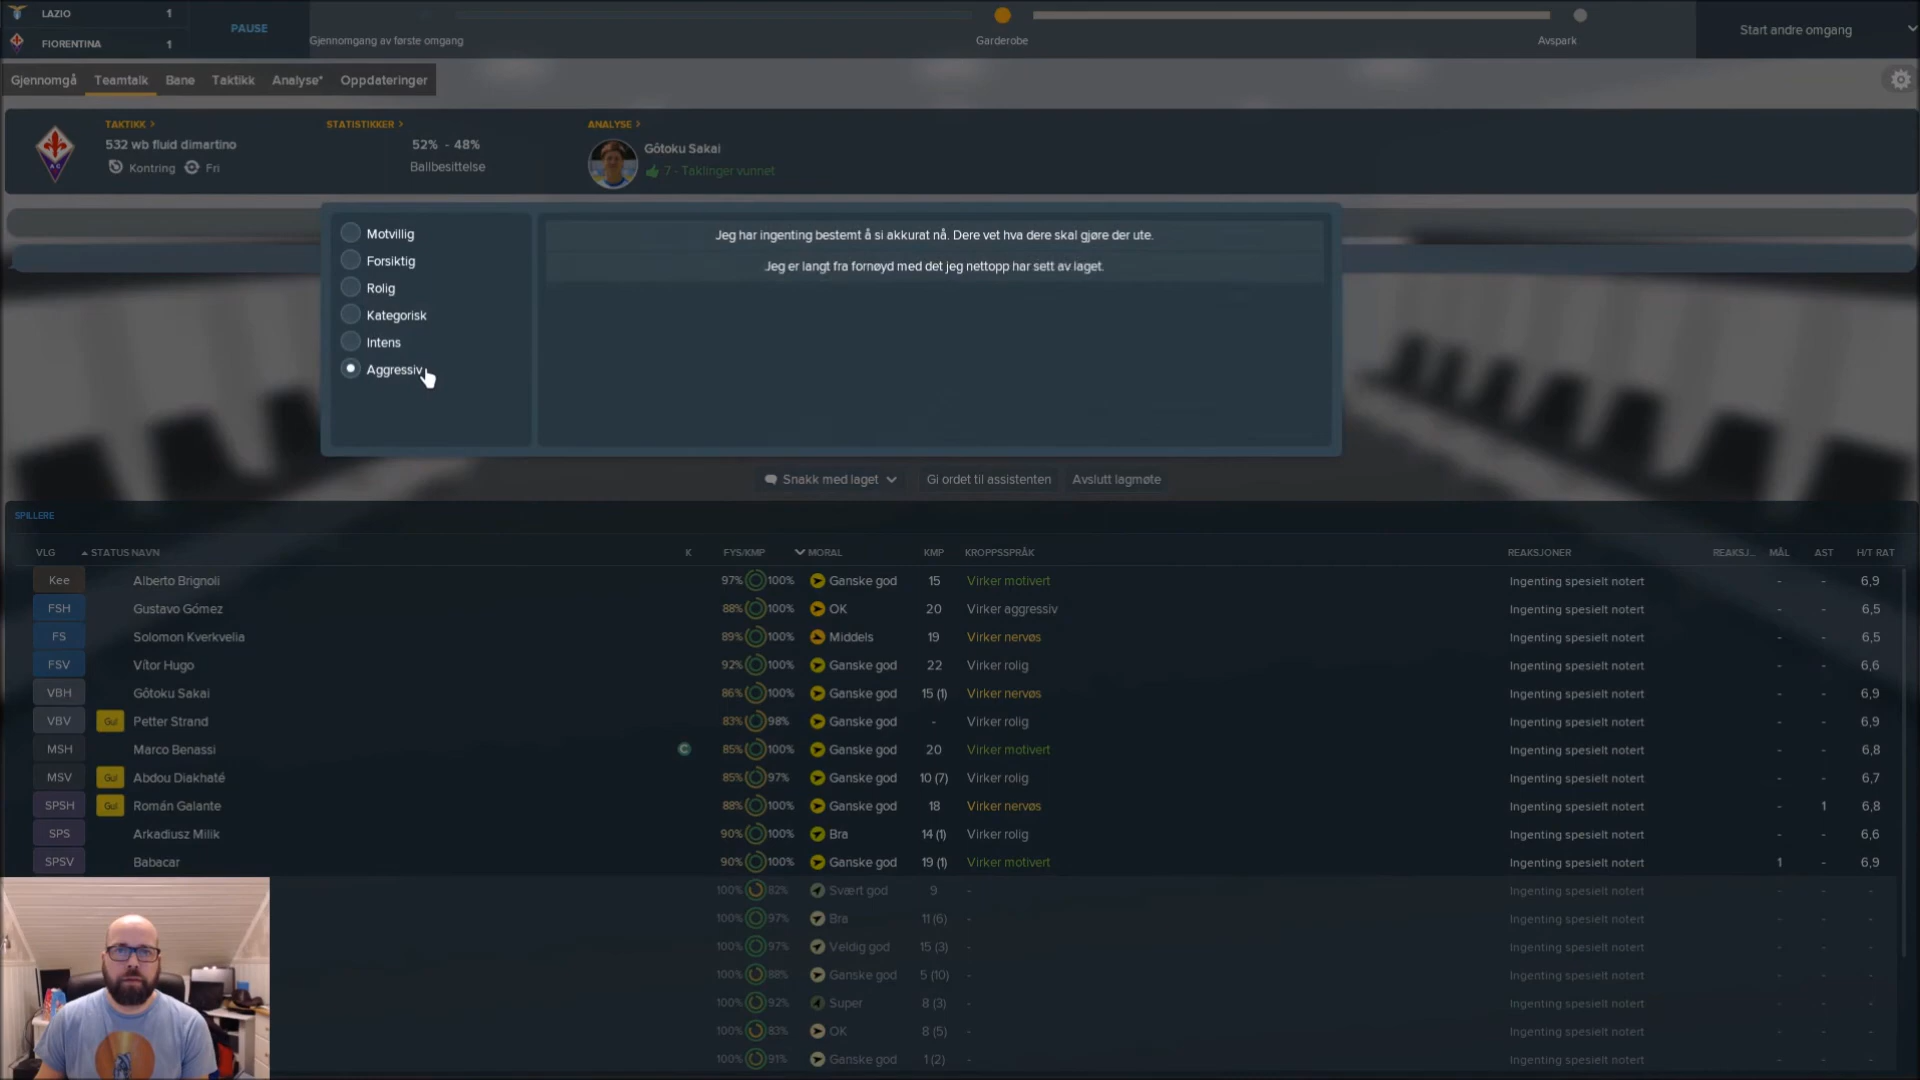 LAZIO 1
FIORENTINA 1
PAUSE
Gjennomgang av første omgang
Garderobe
Avspark
Start andre omgang
Gjennomgå Teamtalk Bane Taktikk Analyse* Oppdateringer
TAKTIKK >
532 wb fluid dimartino
Kontring Fri
STATISTIKKER >
52% - 48%
Ballbesittelse
ANALYSE >
Gôtoku Sakai
7 - Taklinger vunnet
Motvillig
Forsiktig
Rolig
Kategorisk
Intens
Aggressiv
Jeg har ingenting bestemt å si akkurat nå. Dere vet hva dere skal gjøre der ute.
Jeg er langt fra fornøyd med det jeg nettopp har sett av laget.
Snakk med laget Gi ordet til assistenten Avslutt lagmøte
SPILLERE
VLG STATUS NAVN K FYS/KMP MORAL KMP KROPPSSPRÅK REAKSJONER REAKSJ... MÅL AST H/T RAT
Kee Alberto Brignoli 97% 100% Ganske god 15 Virker motivert Ingenting spesielt notert - - 6,9
FSH Gustavo Gómez 88% 100% OK 20 Virker aggressiv Ingenting spesielt notert - - 6,5
FS Solomon Kverkvelia 89% 100% Middels 19 Virker nervøs Ingenting spesielt notert - - 6,5
FSV Vítor Hugo 92% 100% Ganske god 22 Virker rolig Ingenting spesielt notert - - 6,6
VBH Gôtoku Sakai 86% 100% Ganske god 15 (1) Virker nervøs Ingenting spesielt notert - - 6,9
VBV Gul Petter Strand 83% 98% Ganske god - Virker rolig Ingenting spesielt notert - - 6,9
MSH Marco Benassi C 85% 100% Ganske god 20 Virker motivert Ingenting spesielt notert - - 6,8
MSV Gul Abdou Diakhaté 85% 97% Ganske god 10 (7) Virker rolig Ingenting spesielt notert - - 6,7
SPSH Gul Román Galante 88% 100% Ganske god 18 Virker nervøs Ingenting spesielt notert - 1 6,8
SPS Arkadiusz Milik 90% 100% Bra 14 (1) Virker rolig Ingenting spesielt notert - - 6,6
SPSV Babacar 90% 100% Ganske god 19 (1) Virker motivert Ingenting spesielt notert 1 - 6,9
100% 82% Svært god 9 - Ingenting spesielt notert - - -
100% 97% Bra 11 (6) - Ingenting spesielt notert - - -
100% 97% Veldig god 15 (3) - Ingenting spesielt notert - - -
100% 88% Ganske god 5 (10) - Ingenting spesielt notert - - -
100% 92% Super 8 (3) - Ingenting spesielt notert - - -
100% 83% OK 8 (5) - Ingenting spesielt notert - - -
100% 91% Ganske god 1 (2) - Ingenting spesielt notert - - -